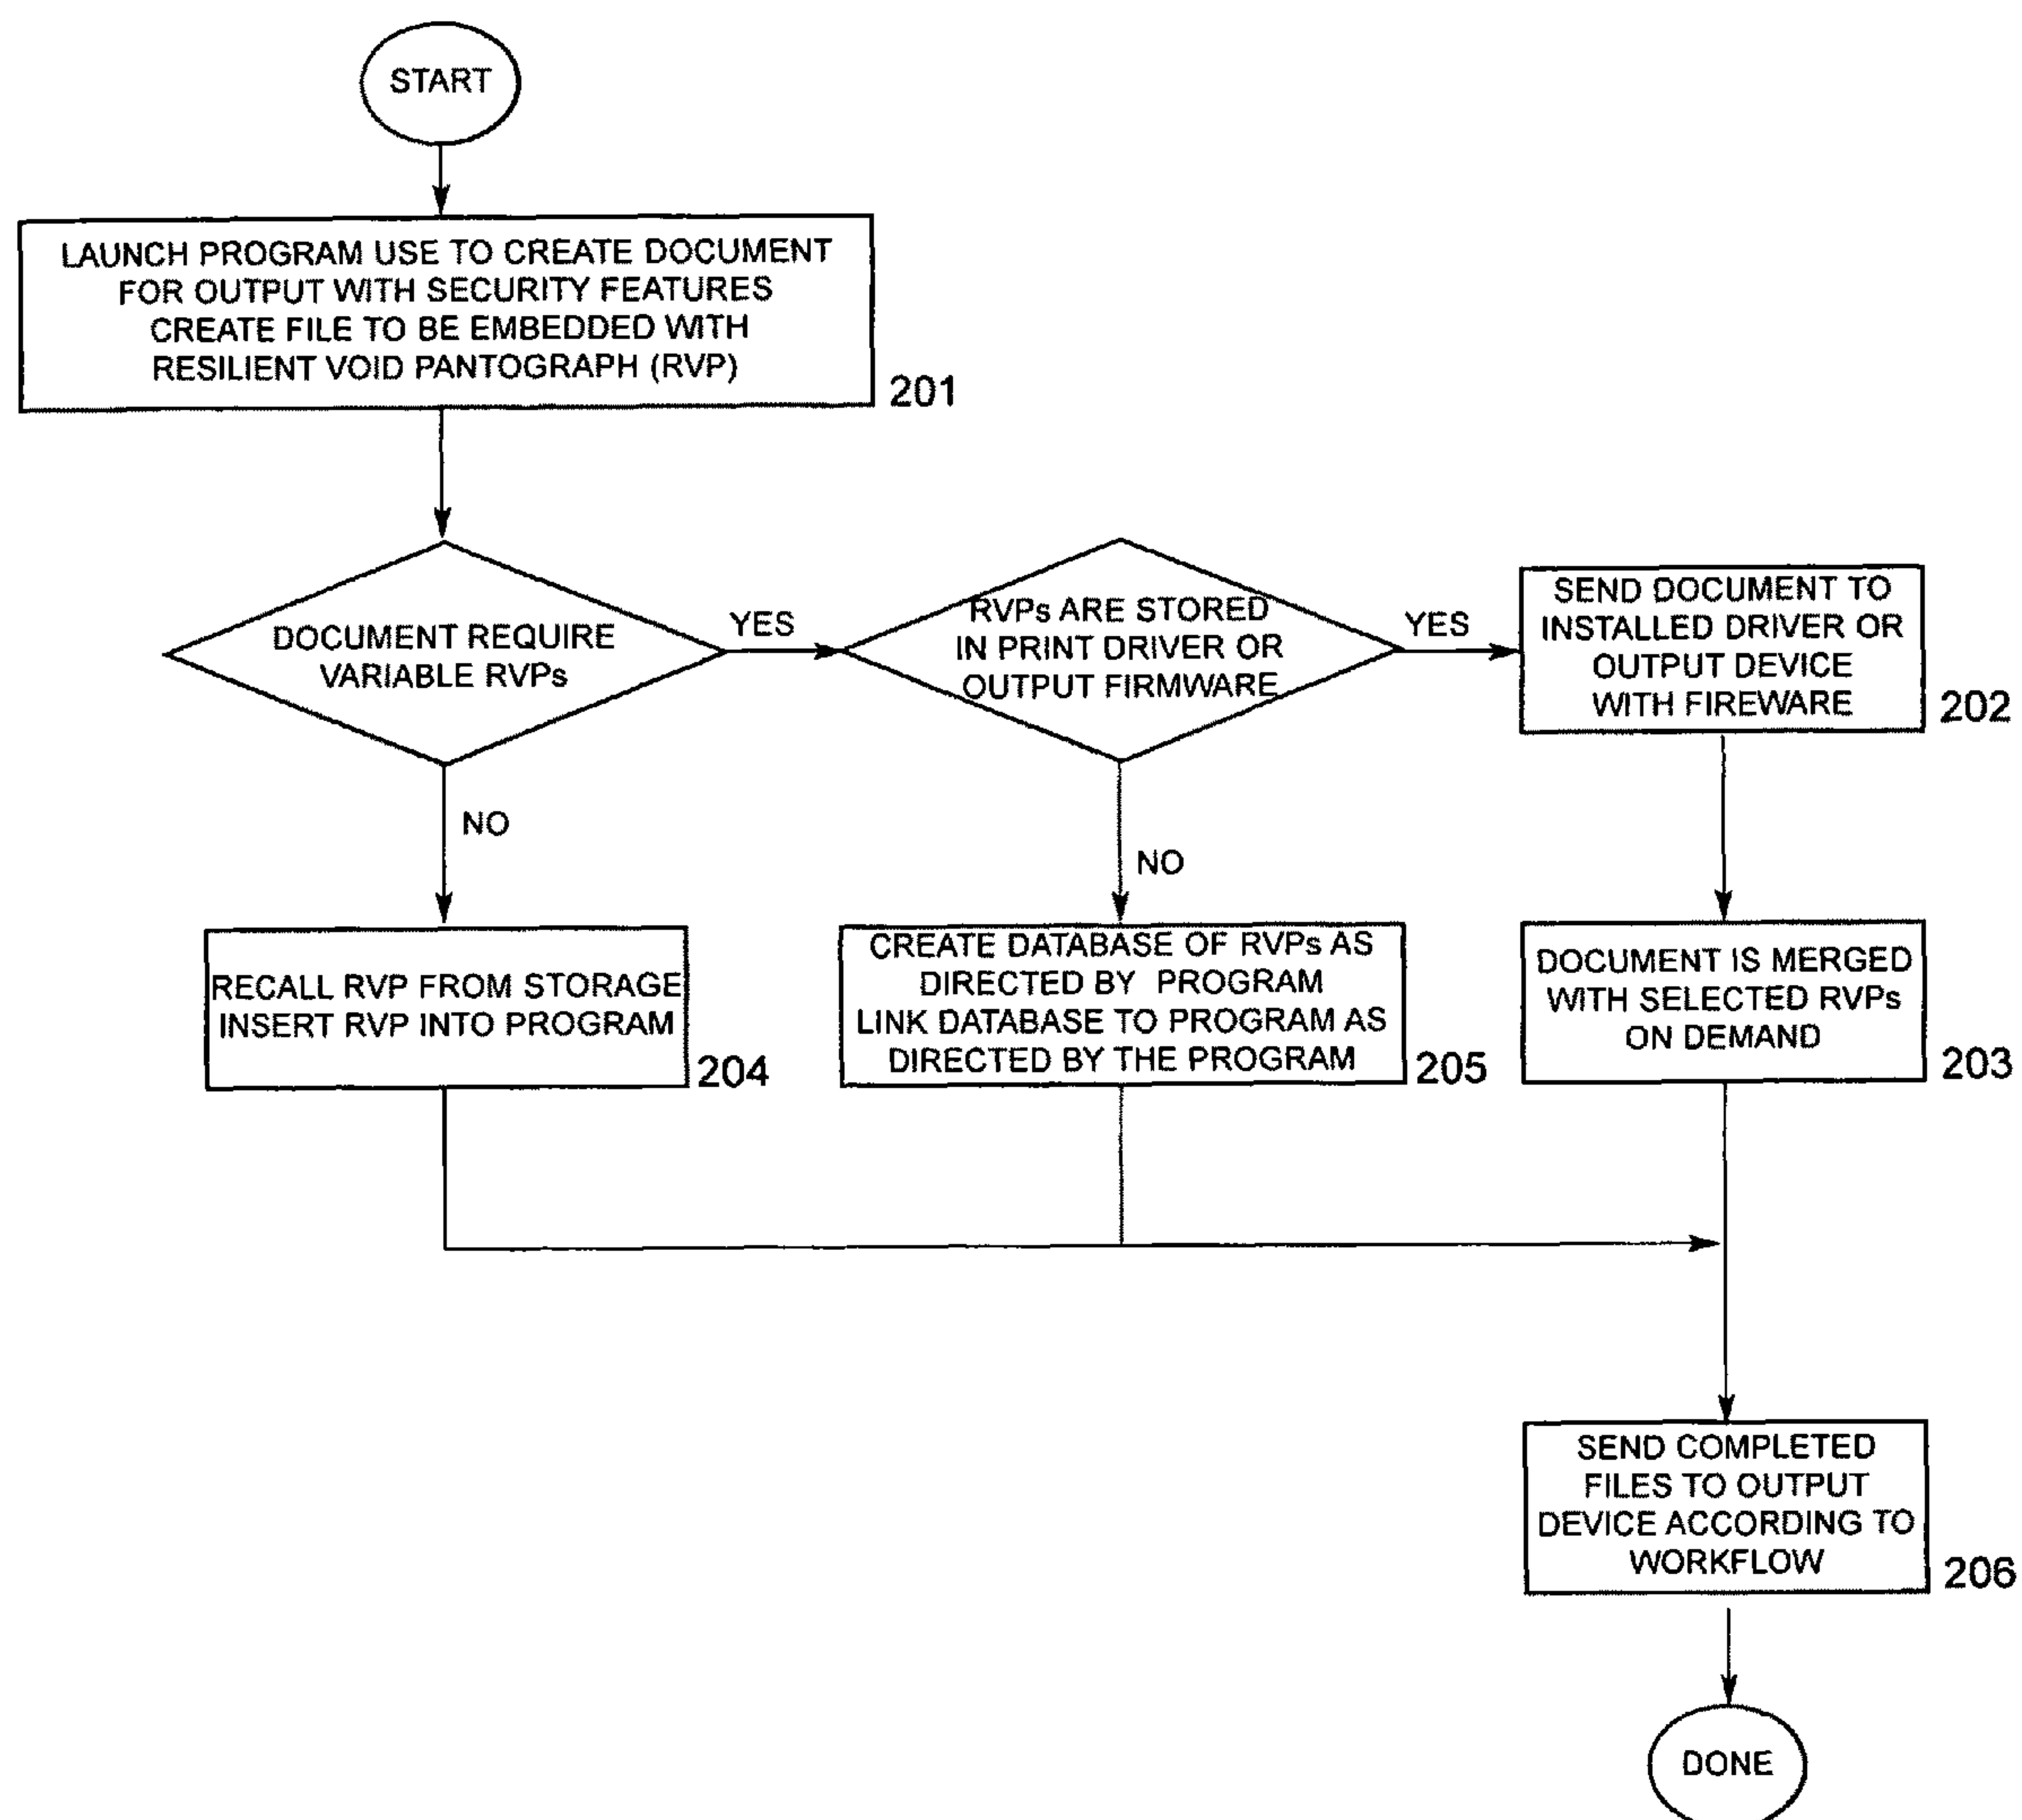 START
LAUNCH PROGRAM USE TO CREATE DOCUMENT
FOR OUTPUT WITH SECURITY FEATURES
CREATE FILE TO BE EMBEDDED WITH
RESILIENT VOID PANTOGRAPH (RVP)
201
DOCUMENT REQUIRE
VARIABLE RVPs
YES
RVPs ARE STORED
IN PRINT DRIVER OR
OUTPUT FIRMWARE
YES
SEND DOCUMENT TO
INSTALLED DRIVER OR
OUTPUT DEVICE
WITH FIREWARE
202
NO
NO
RECALL RVP FROM STORAGE
INSERT RVP INTO PROGRAM
204
CREATE DATABASE OF RVPs AS
DIRECTED BY PROGRAM
LINK DATABASE TO PROGRAM AS
DIRECTED BY THE PROGRAM
205
DOCUMENT IS MERGED
WITH SELECTED RVPs
ON DEMAND
203
SEND COMPLETED
FILES TO OUTPUT
DEVICE ACCORDING TO
WORKFLOW
206
DONE